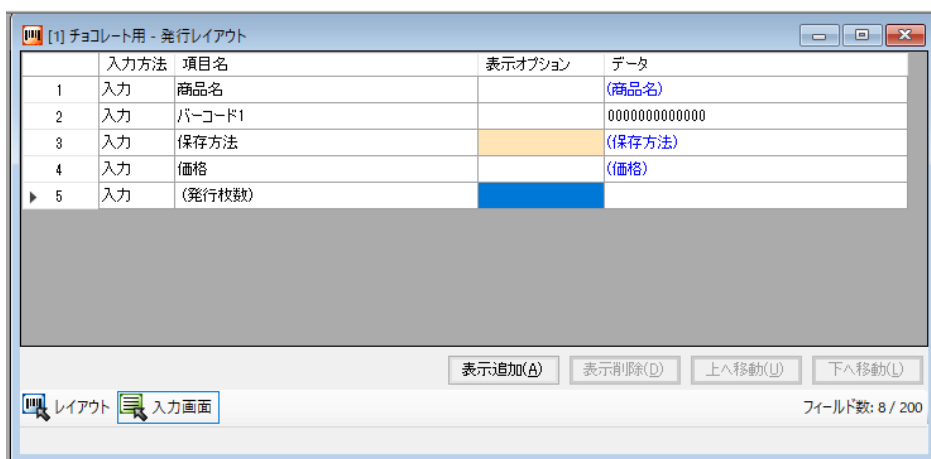 [1] チョコレート用 - 発行レイアウト
入力方法 項目名 表示オプション データ
1 入力 商品名 (商品名)
2 入力 バーコード1 0000000000000
3 入力 保存方法 (保存方法)
4 入力 価格 (価格)
5 入力 (発行枚数)
表示追加(A) 表示削除(D) 上へ移動(U) 下へ移動(L)
レイアウト 入力画面 フィールド数: 8 / 200